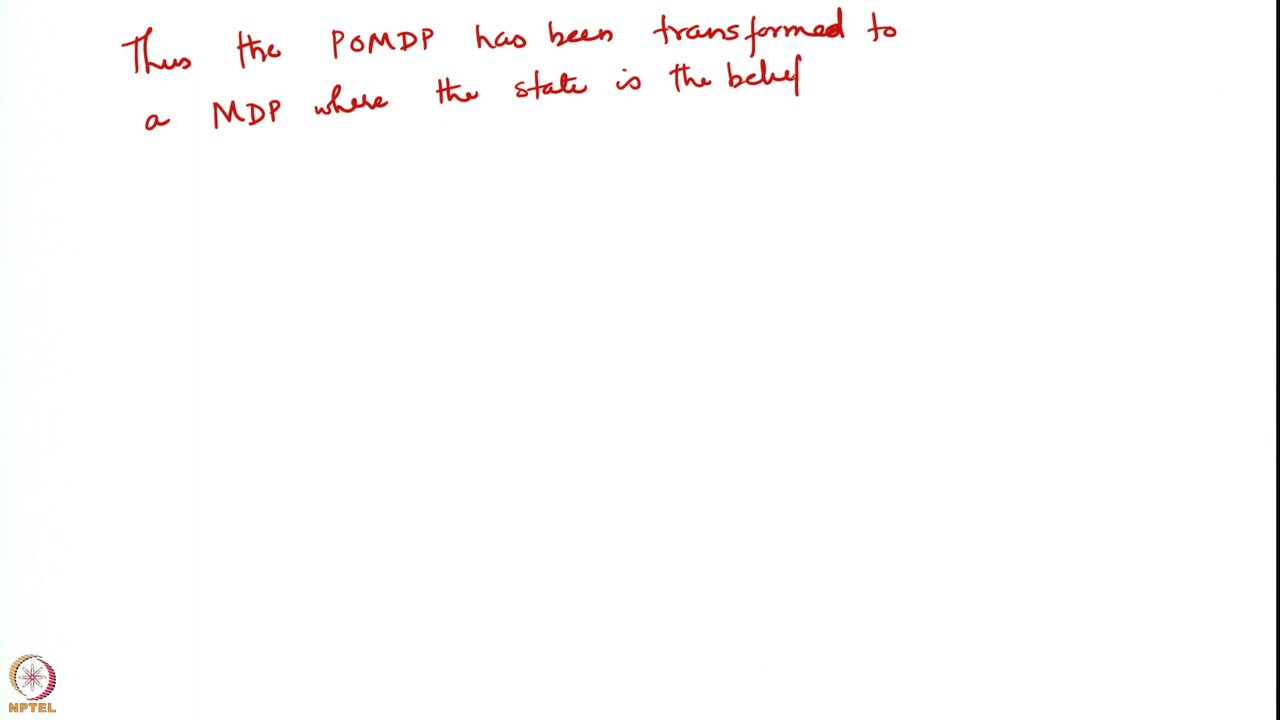 Thus the POMDP has been transformed to
a MDP where the state is the belief
NPTEL